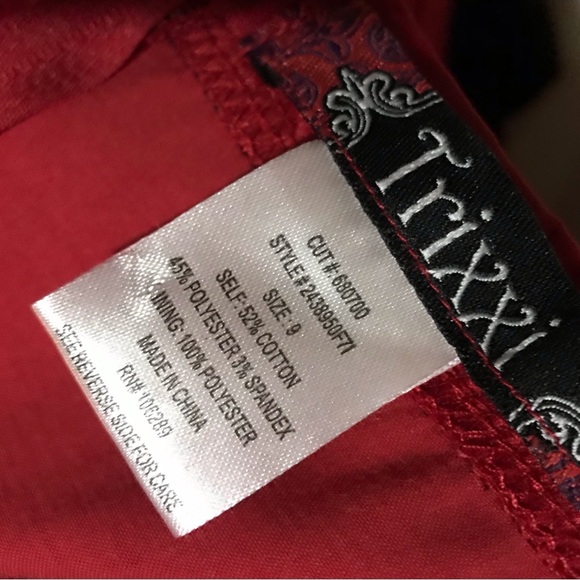 Trixxi
CUT#: 680700
STYLE# 2438950F71
SIZE: 9
SELF: 52% COTTON
45% POLYESTER 3% SPANDEX
LINING: 100% POLYESTER
MADE IN CHINA
RN# 106289
SEE REVERSE SIDE FOR CARE